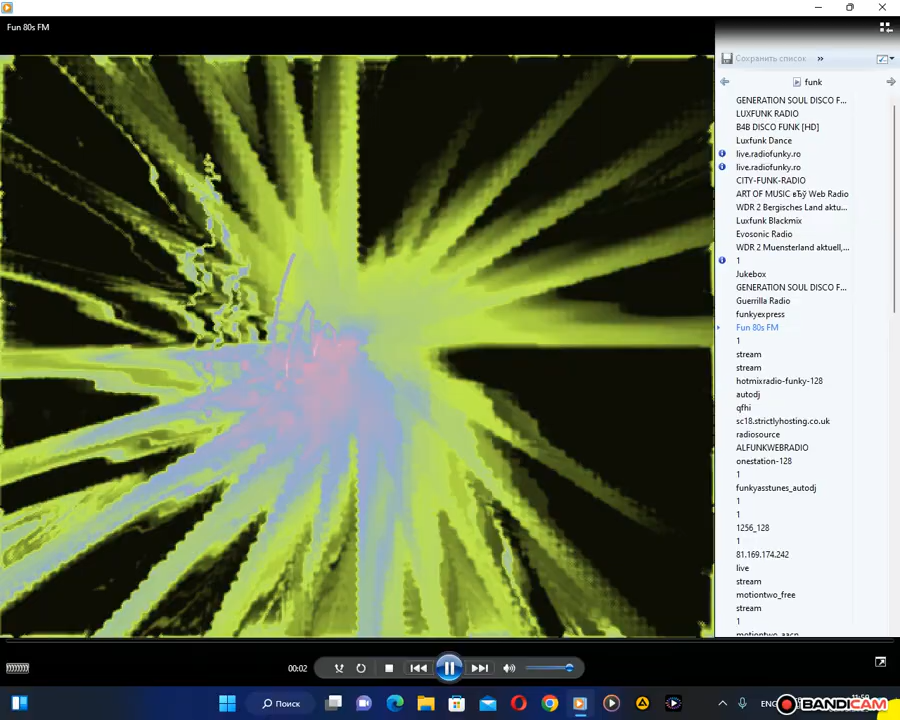 Fun 80s FM
Сохранить список »
funk
GENERATION SOUL DISCO F...
LUXFUNK RADIO
B4B DISCO FUNK [HD]
Luxfunk Dance
live.radiofunky.ro
live.radiofunky.ro
CITY-FUNK-RADIO
ART OF MUSIC вЂў Web Radio
WDR 2 Bergisches Land aktu...
Luxfunk Blackmix
Evosonic Radio
WDR 2 Muensterland aktuell,...
1
Jukebox
GENERATION SOUL DISCO F...
Guerrilla Radio
funkyexpress
Fun 80s FM
1
stream
stream
hotmixradio-funky-128
autodj
qfhi
sc18.strictlyhosting.co.uk
radiosource
ALFUNKWEBRADIO
onestation-128
1
funkyasstunes_autodj
1
1
1256_128
1
81.169.174.242
live
stream
motiontwo_free
stream
1
motiontwo_aacp
00:02
Поиск
ENG
BANDICAM